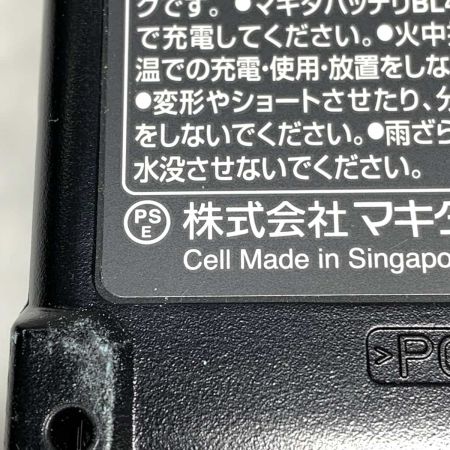 クです。●マキタバッテリBL4
で充電してください。●火中
温での充電・使用・放置をしな
●変形やショートさせたり、分
をしないでください。●雨ざら
水没させないでください。
PS
E
株式会社マキタ
Cell Made in Singapo
>P